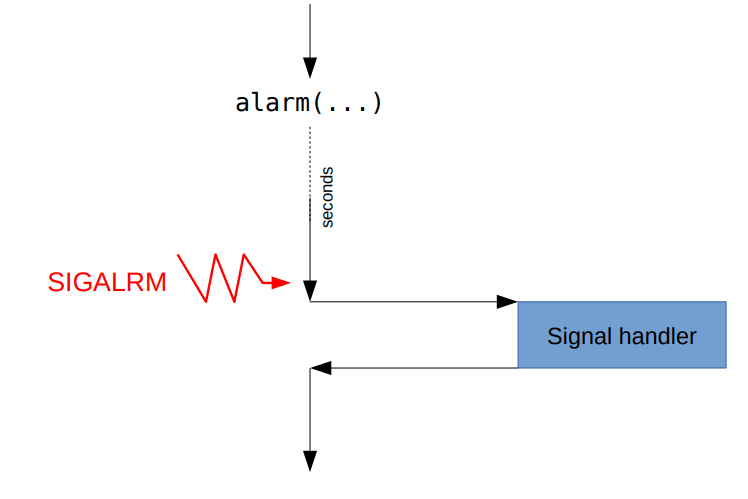 alarm(...)
seconds
SIGALRM
Signal handler